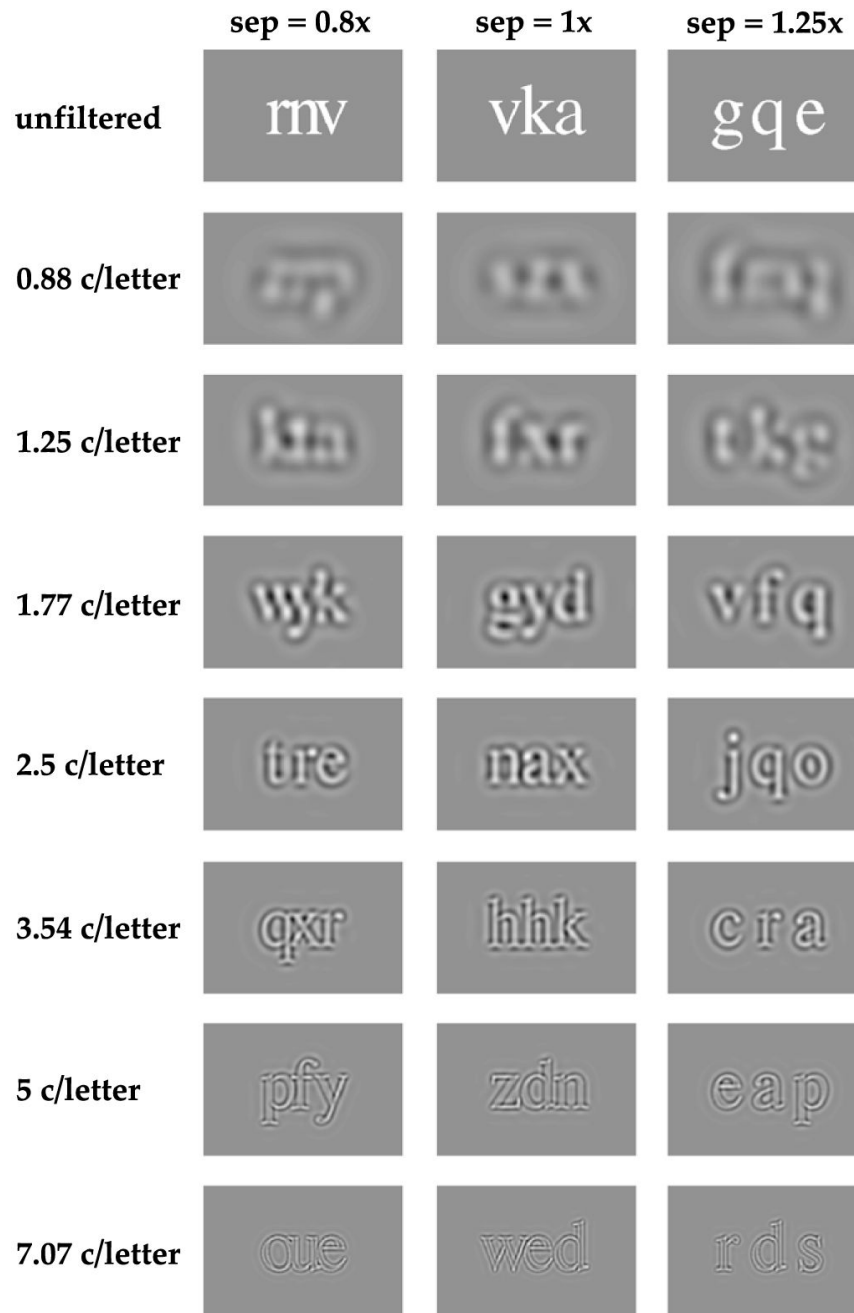 sep = 0.8x sep = 1x sep = 1.25x
unfiltered rnv vka gqe
0.88 c/letter
1.25 c/letter fxr tkg
1.77 c/letter gyd vfq
2.5 c/letter tre nax jqo
3.54 c/letter qxr hhk cra
5 c/letter pfy zdn eap
7.07 c/letter oue wed rds